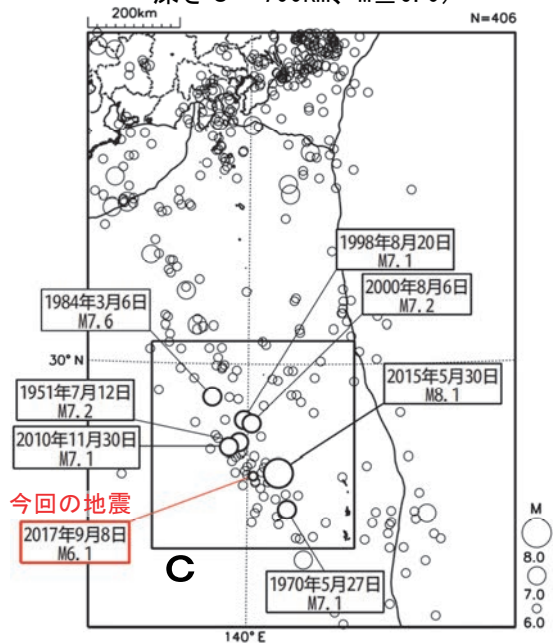 200km
N=406
1998年8月20日
M7.1
2000年8月6日
M7.2
1984年3月6日
M7.6
30°N
2015年5月30日
M8.1
1951年7月12日
M7.2
2010年11月30日
M7.1
今回の地震
2017年9月8日
M6.1
C
1970年5月27日
M7.1
M
8.0
7.0
6.0
140°E